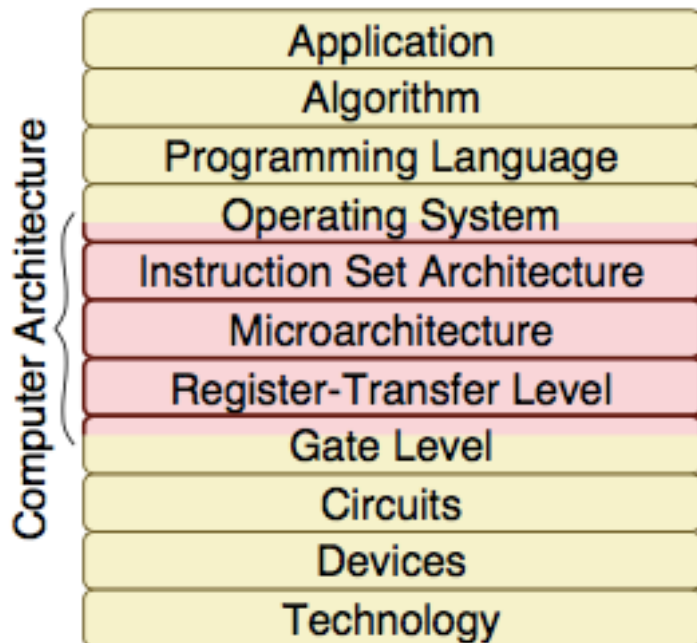 Application
Algorithm
Programming Language
Operating System
Instruction Set Architecture
Microarchitecture
Register-Transfer Level
Gate Level
Circuits
Devices
Technology
Computer Architecture